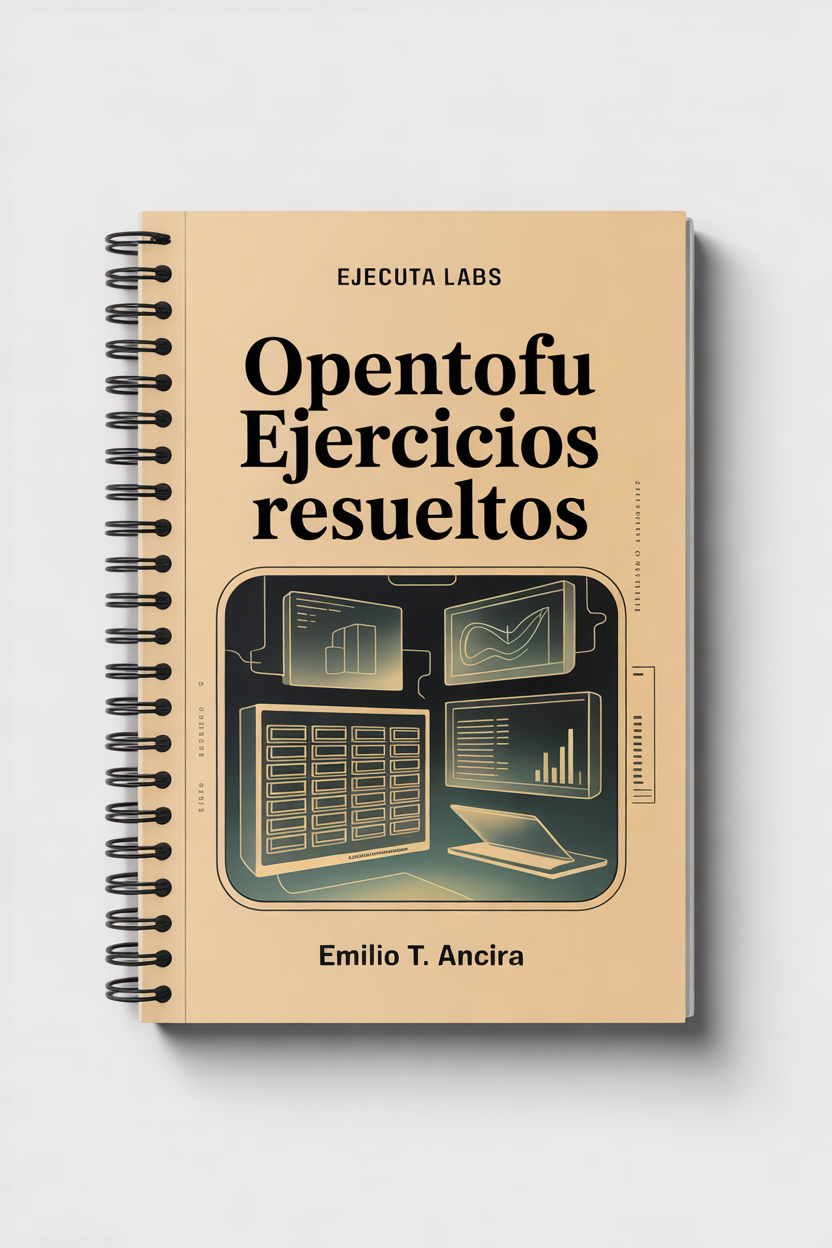 EJECUTA LABS
Opentofu
Ejercicios
resueltos
Emilio T. Ancira